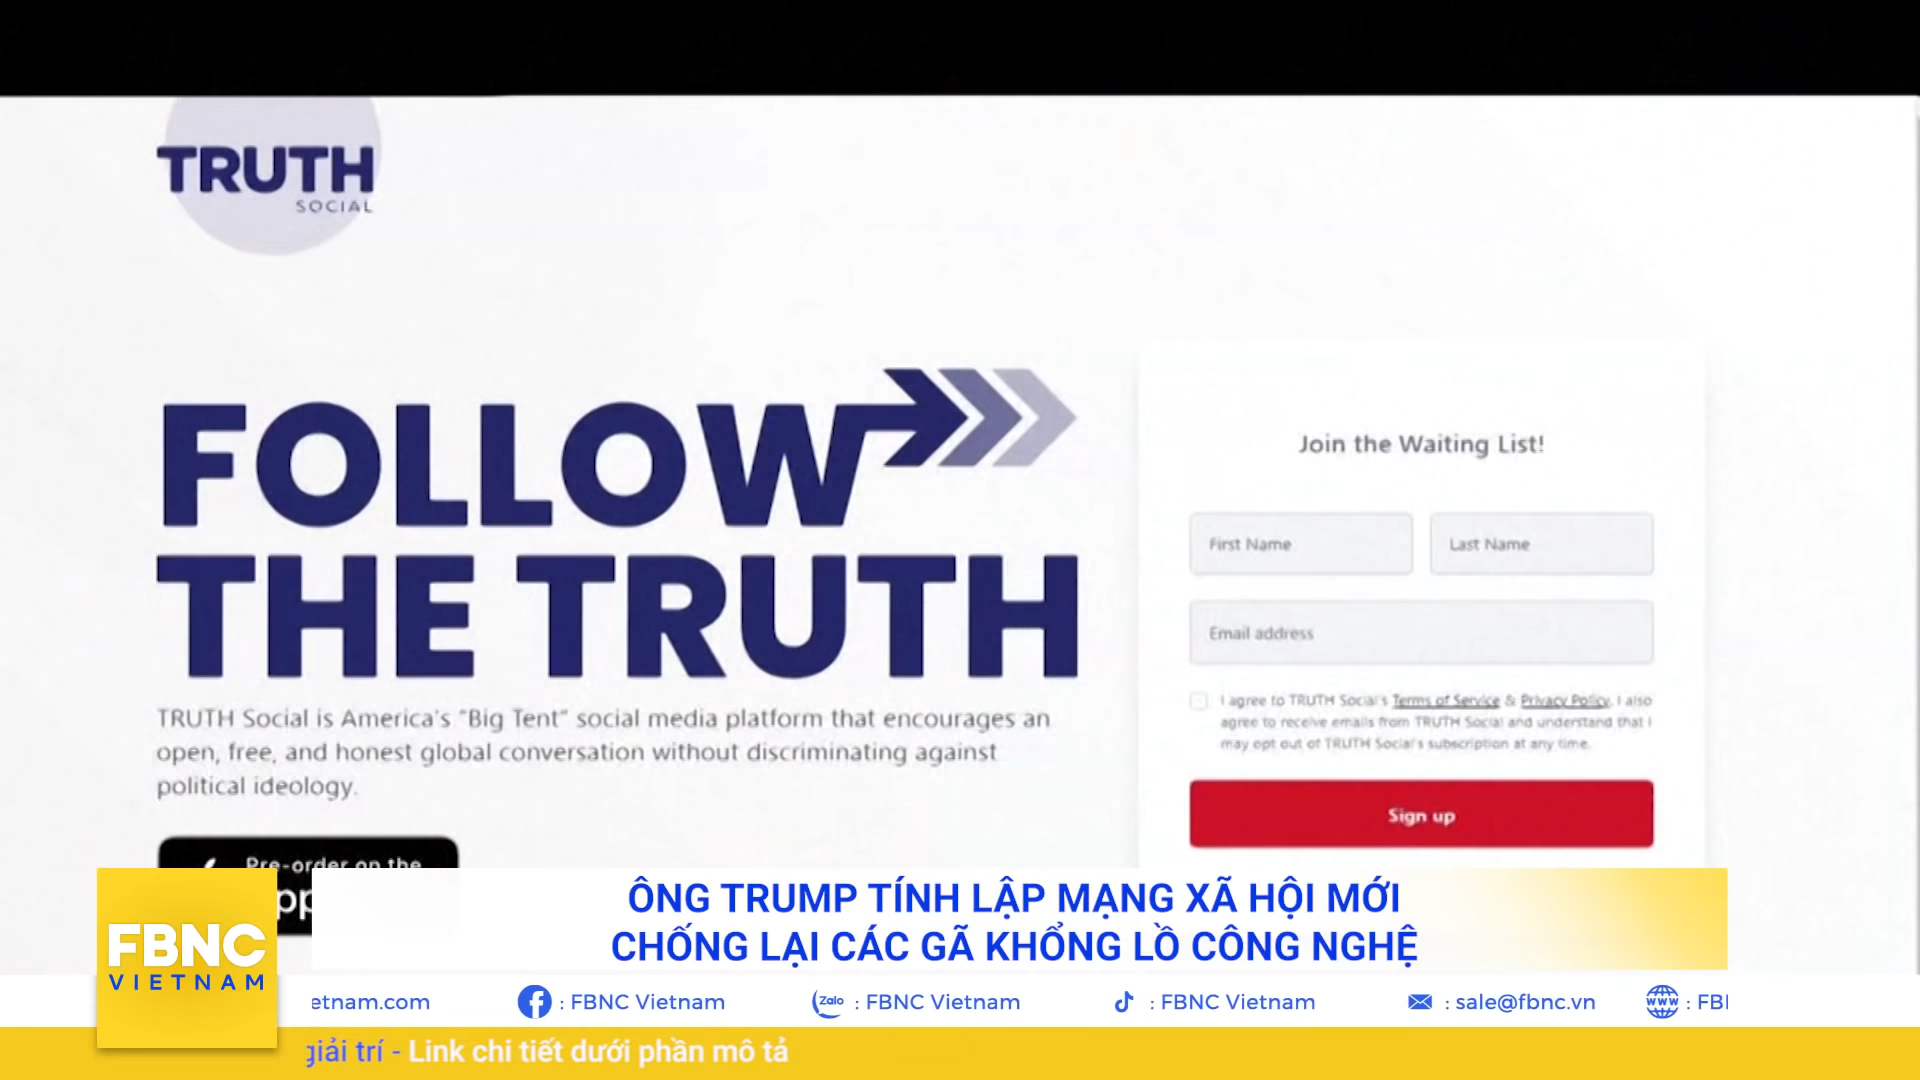 TRUTH
SOCIAL
FOLLOW
THE TRUTH
TRUTH Social is America's "Big Tent" social media platform that encourages an
open, free, and honest global conversation without discriminating against
political ideology.
Pre-order on the
Join the Waiting List!
First Name
Last Name
Email address
I agree to TRUTH Social's Terms of Service & Privacy Policy. I also
agree to receive emails from TRUTH Social and understand that I
may opt out of TRUTH Social's subscription at any time.
Sign up
ÔNG TRUMP TÍNH LẬP MẠNG XÃ HỘI MỚI
CHỐNG LẠI CÁC GÃ KHỔNG LỒ CÔNG NGHỆ
FBNC
VIETNAM
etnam.com : FBNC Vietnam Zalo : FBNC Vietnam : FBNC Vietnam : sale@fbnc.vn www : FBI
giải trí - Link chi tiết dưới phần mô tả